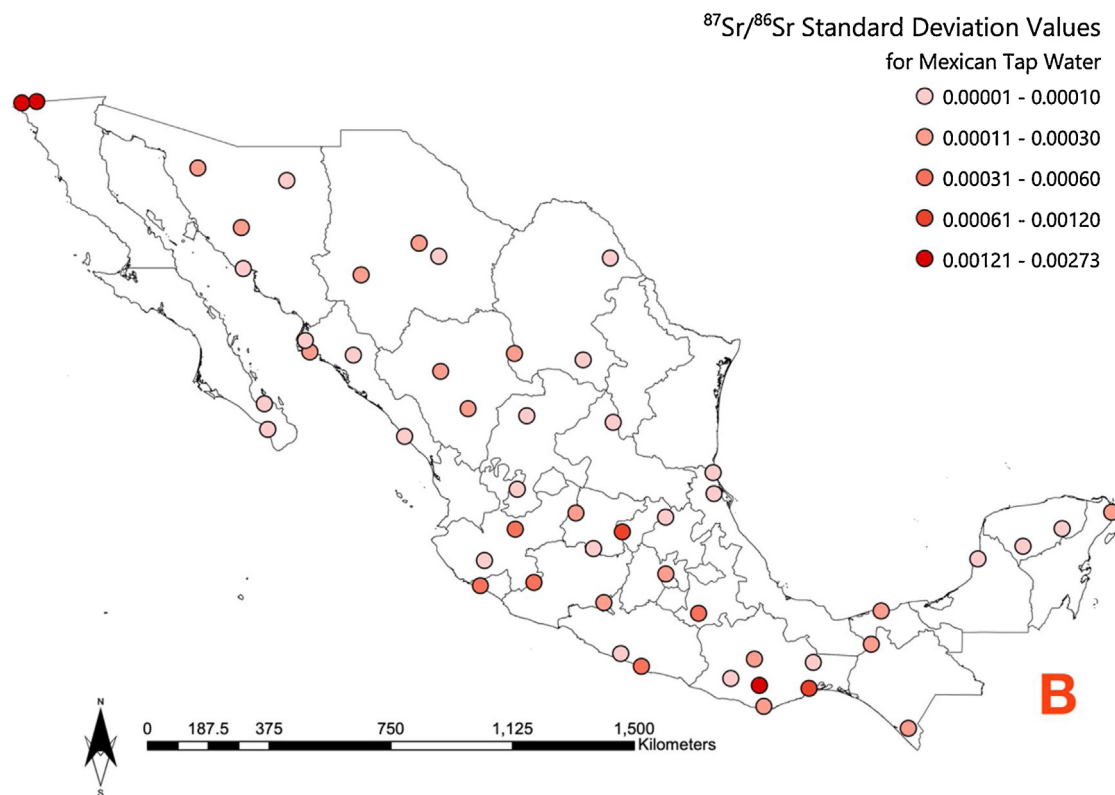 ⁸⁷Sr/⁸⁶Sr Standard Deviation Values
for Mexican Tap Water
0.00001 - 0.00010
0.00011 - 0.00030
0.00031 - 0.00060
0.00061 - 0.00120
0.00121 - 0.00273
B
N
S
0 187.5 375 750 1,125 1,500
Kilometers